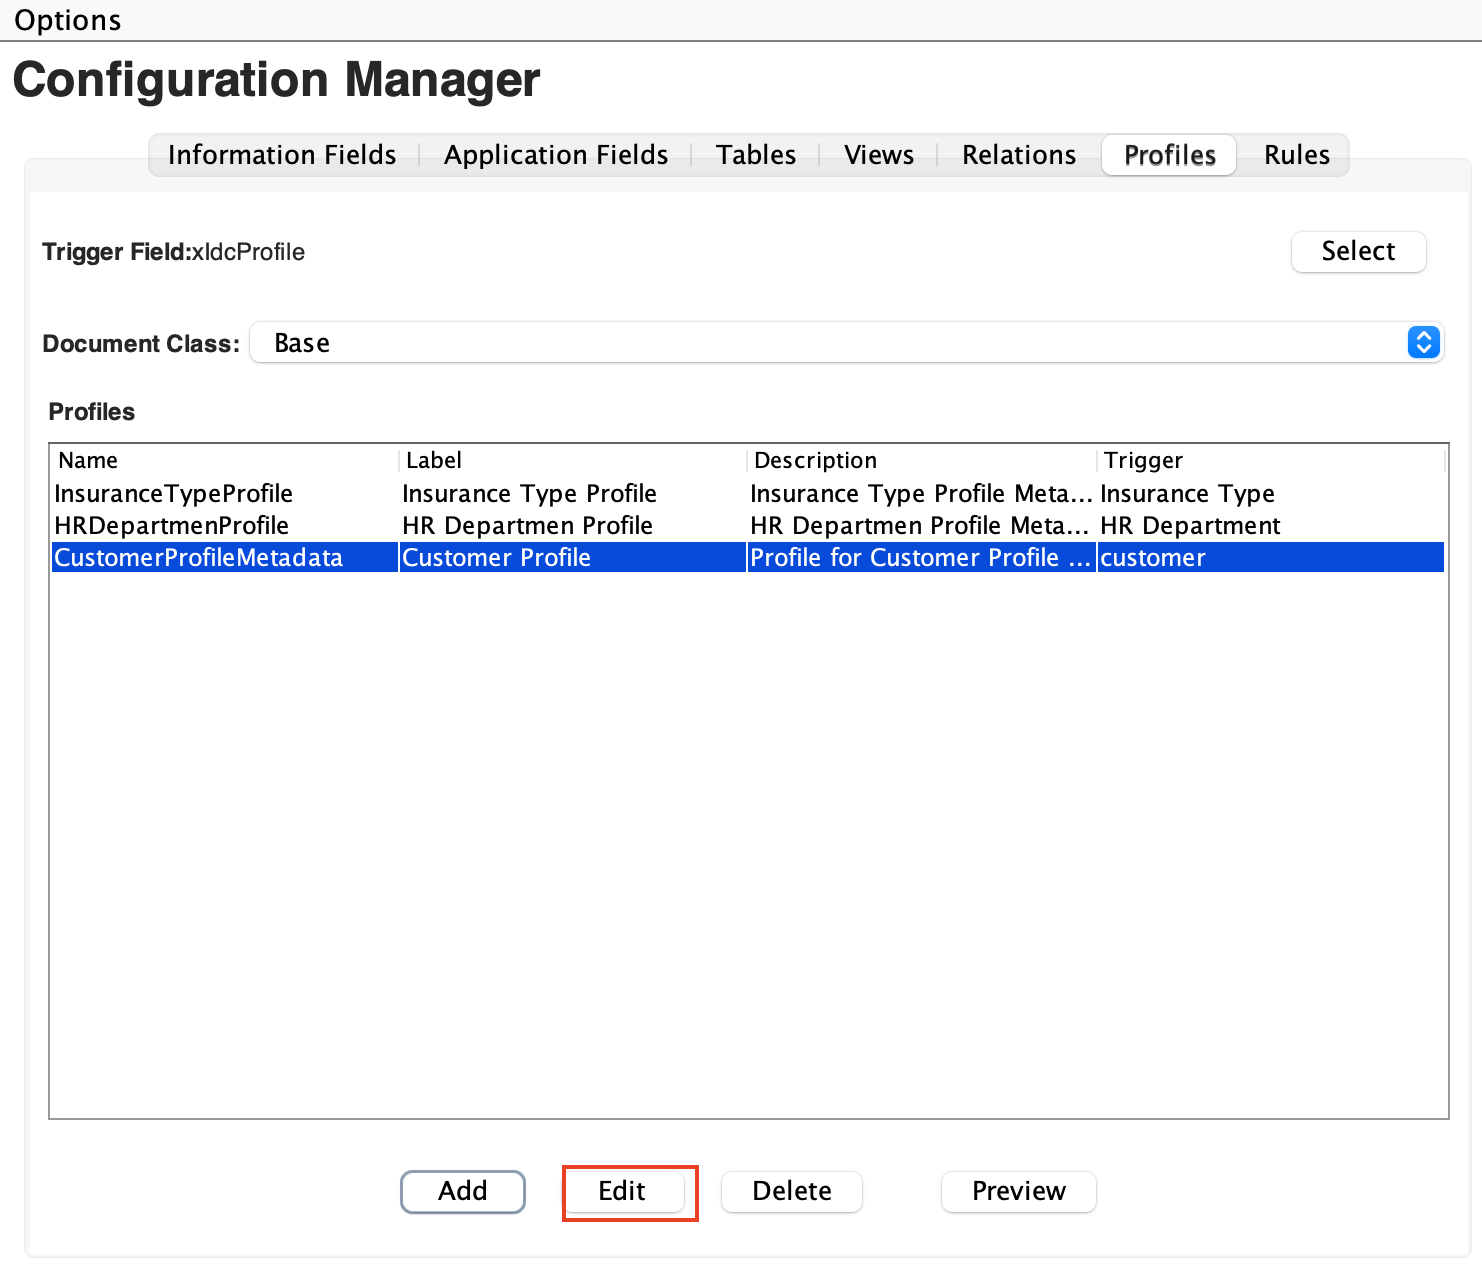 Options
Configuration Manager
Information Fields Application Fields Tables Views Relations Profiles Rules
Trigger Field:xIdcProfile Select
Document Class: Base
Profiles
Name Label Description Trigger
InsuranceTypeProfile Insurance Type Profile Insurance Type Profile Meta... Insurance Type
HRDepartmenProfile HR Departmen Profile HR Departmen Profile Meta... HR Department
CustomerProfileMetadata Customer Profile Profile for Customer Profile ... customer
Add Edit Delete Preview